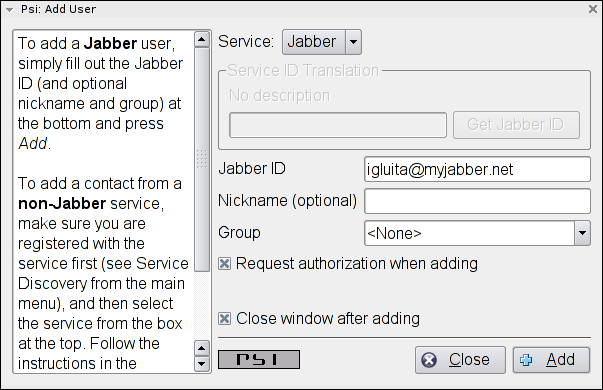 Psi: Add User
To add a Jabber user,
simply fill out the Jabber
ID (and optional
nickname and group) at
the bottom and press
Add.
To add a contact from a
non-Jabber service,
make sure you are
registered with the
service first (see Service
Discovery from the main
menu), and then select
the service from the box
at the top. Follow the
instructions in the
Service: Jabber
Service ID Translation
No description
Get Jabber ID
Jabber ID igluita@myjabber.net
Nickname (optional)
Group <None>
Request authorization when adding
Close window after adding
PSI
Close Add